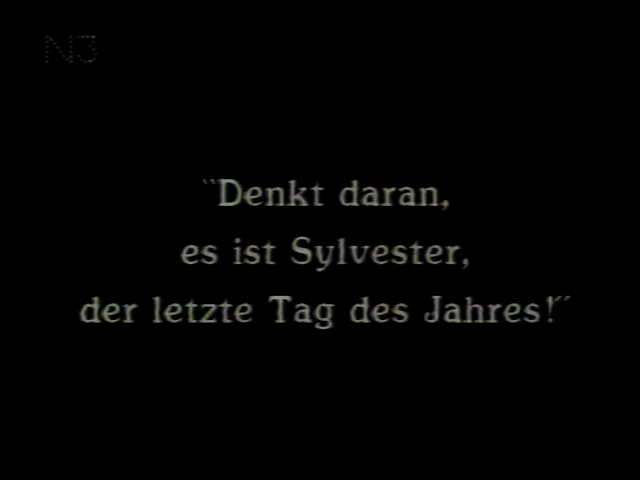 N3
"Denkt daran,
es ist Sylvester,
der letzte Tag des Jahres!"